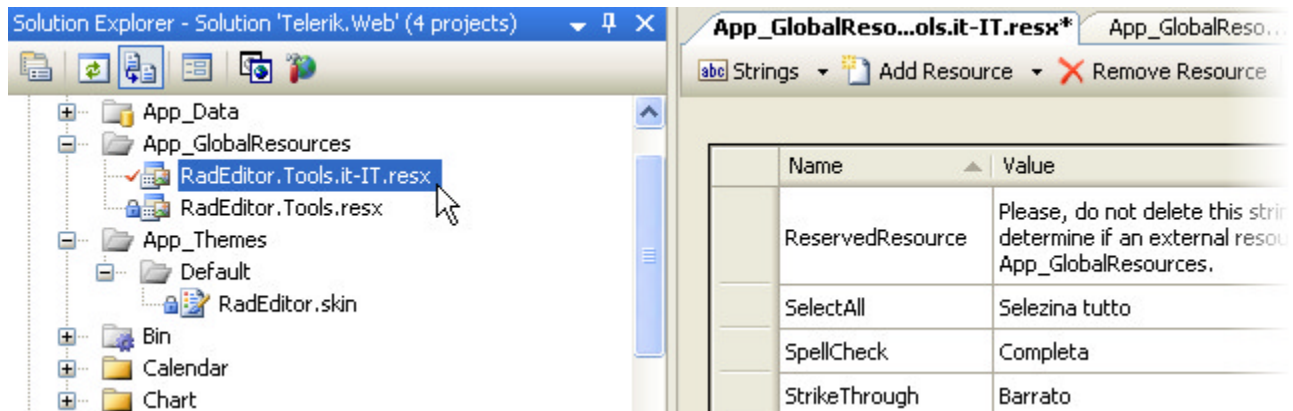 Solution Explorer - Solution 'Telerik.Web' (4 projects)
App_Data
App_GlobalResources
RadEditor.Tools.it-IT.resx
RadEditor.Tools.resx
App_Themes
Default
RadEditor.skin
Bin
Calendar
Chart
App_GlobalReso...ols.it-IT.resx* App_GlobalReso...
abc Strings Add Resource Remove Resource
Name Value
ReservedResource
Please, do not delete this
determine if an external
App_GlobalResources.
SelectAll Selezina tutto
SpellCheck Completa
StrikeThrough Barrato